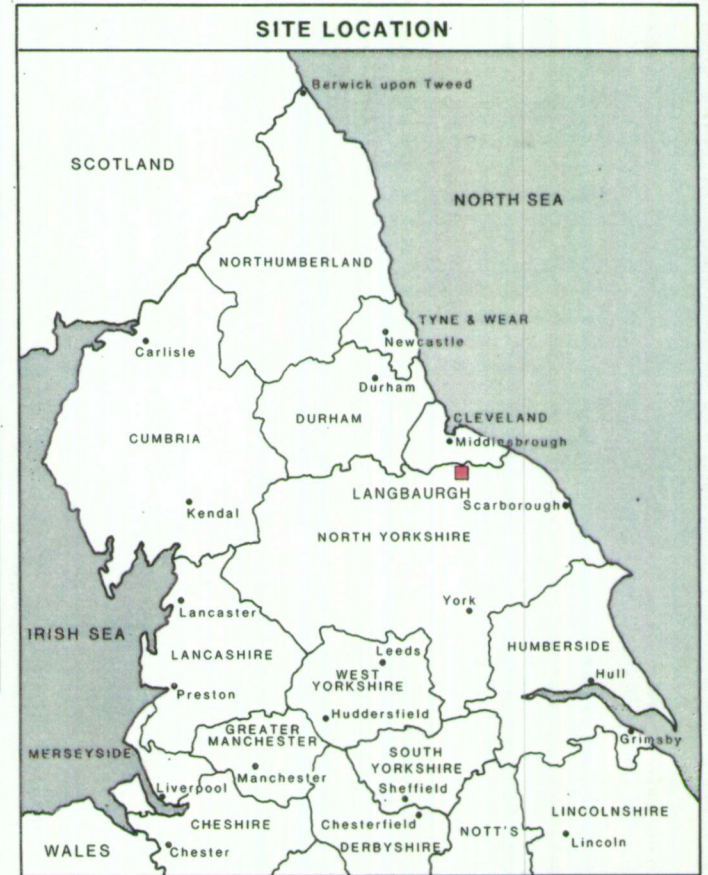 SITE LOCATION
Berwick upon Tweed
SCOTLAND
NORTH SEA
NORTHUMBERLAND
TYNE & WEAR
Newcastle
Carlisle
Durham
DURHAM
CLEVELAND
CUMBRIA
Middlesbrough
LANGBAURGH
Scarborough
Kendal
NORTH YORKSHIRE
York
Lancaster
IRISH SEA
LANCASHIRE
Leeds
HUMBERSIDE
WEST
YORKSHIRE
Hull
Preston
Huddersfield
GREATER
MANCHESTER
Grimsby
MERSEYSIDE
SOUTH
YORKSHIRE
Manchester
Liverpool
Sheffield
CHESHIRE
Chesterfield
NOTT'S
LINCOLNSHIRE
Lincoln
WALES
Chester
DERBYSHIRE